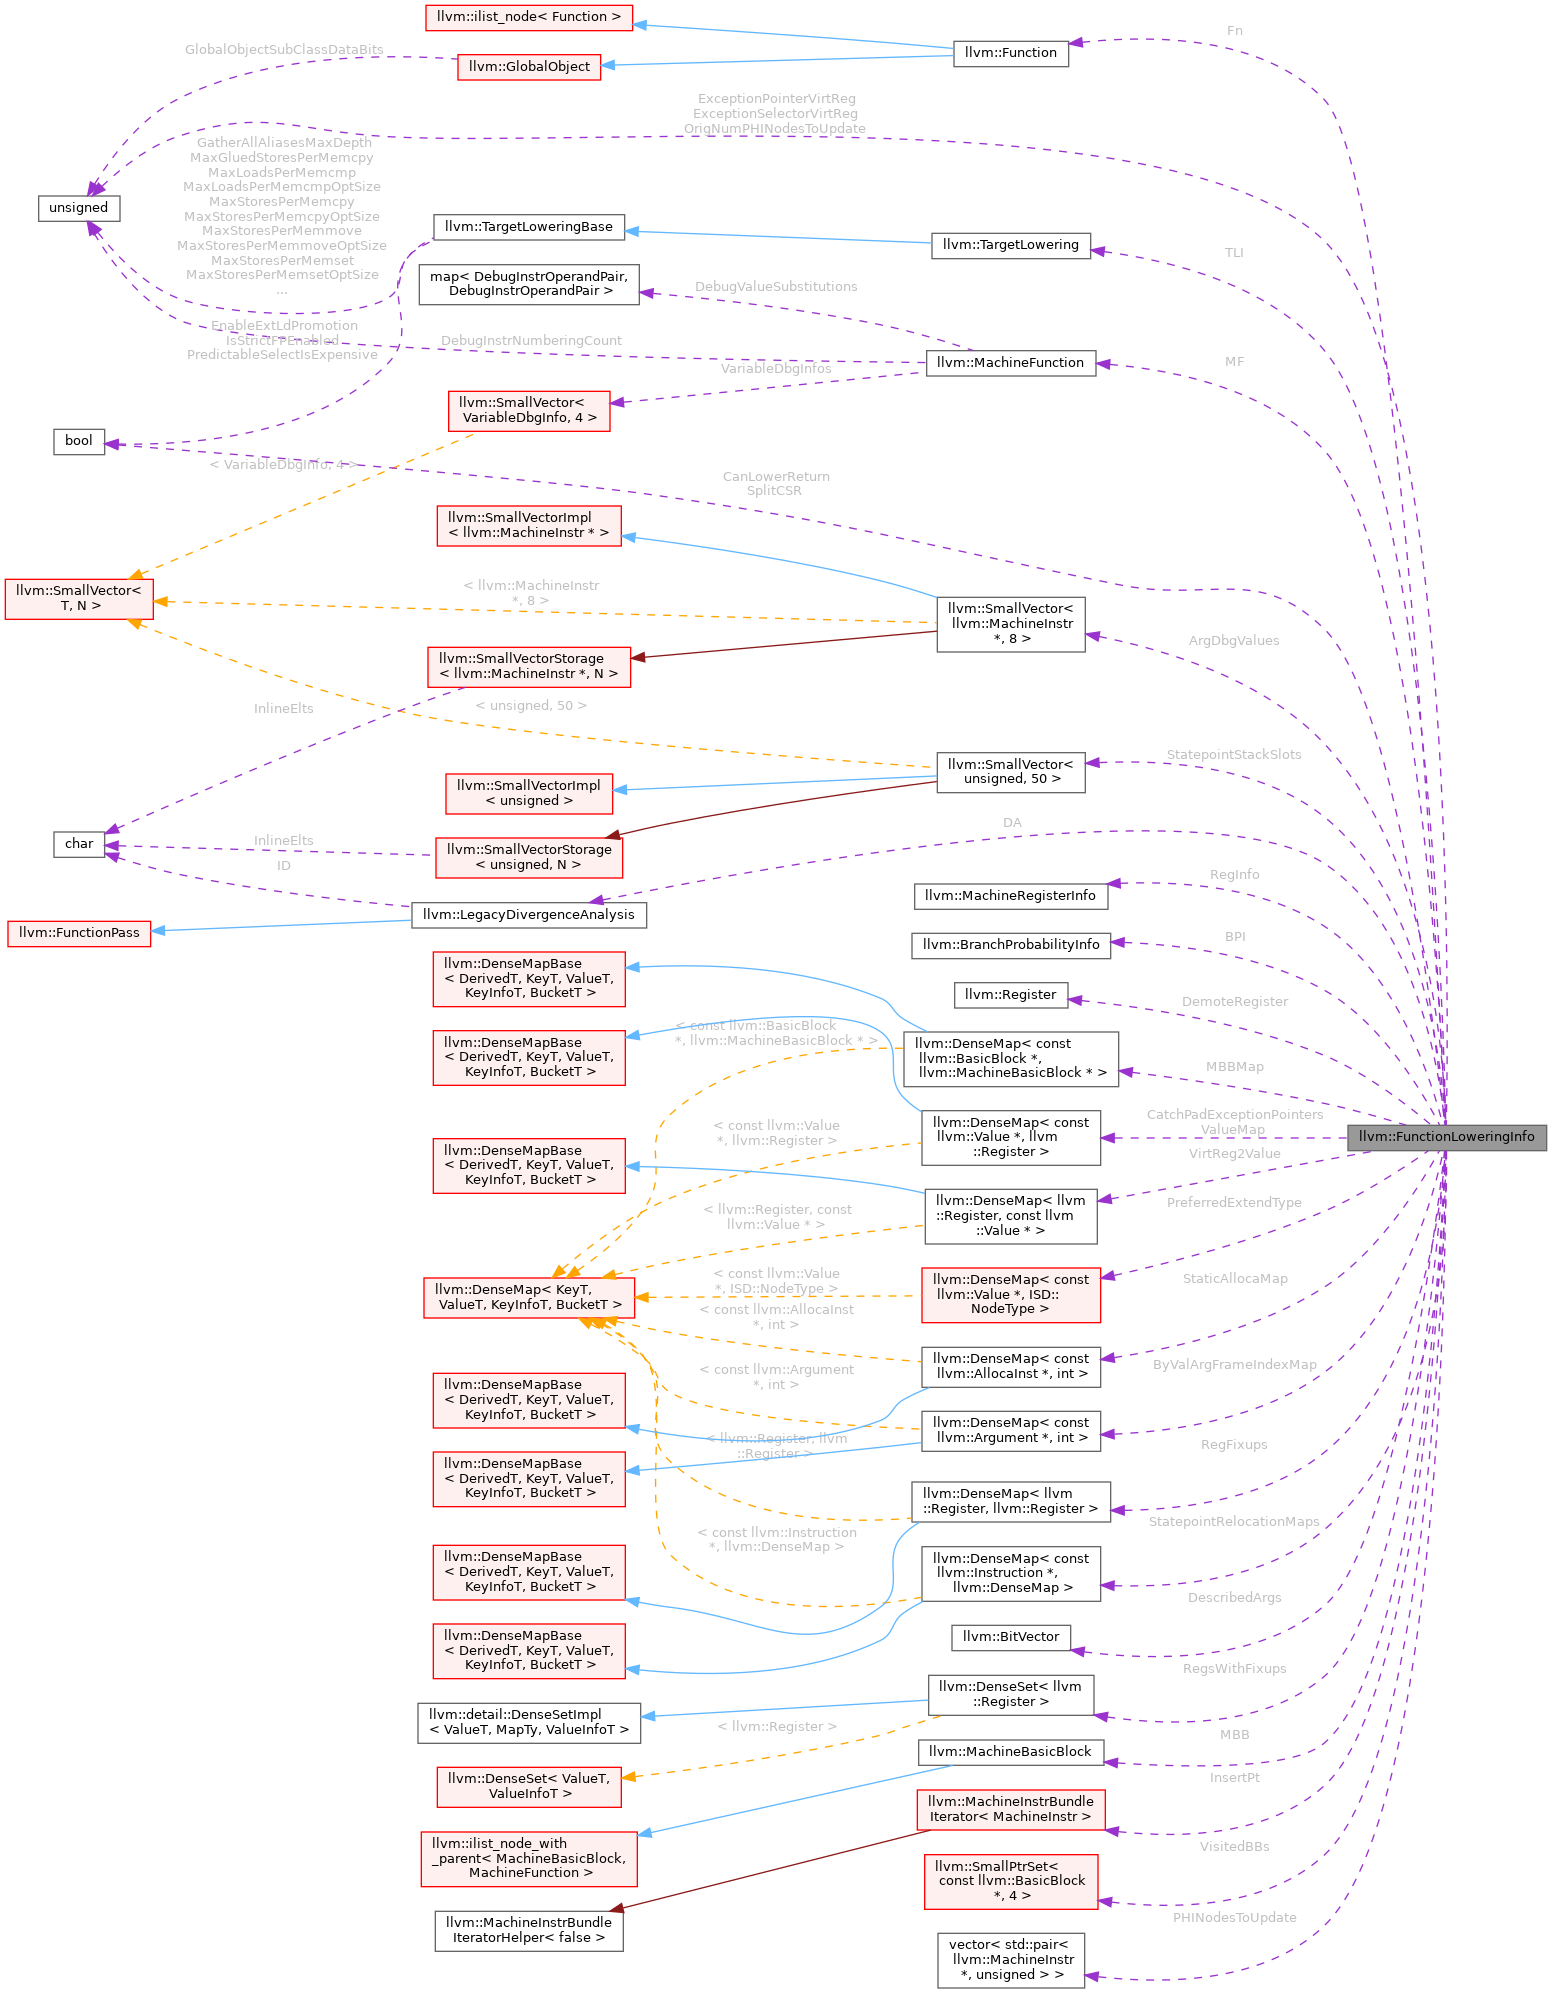 llvm::ilist_node< Function >
Fn
GlobalObjectSubClassDataBits
llvm::Function
llvm::GlobalObject
ExceptionPointerVirtReg
ExceptionSelectorVirtReg
OrigNumPHINodesToUpdate
GatherAllAliasesMaxDepth
MaxGluedStoresPerMemcpy
MaxLoadsPerMemcmp
MaxLoadsPerMemcmpOptSize
MaxStoresPerMemcpy
MaxStoresPerMemcpyOptSize
MaxStoresPerMemmove
MaxStoresPerMemmoveOptSize
MaxStoresPerMemset
MaxStoresPerMemsetOptSize
...
unsigned
llvm::TargetLoweringBase
llvm::TargetLowering
TLI
map< DebugInstrOperandPair,
DebugInstrOperandPair >
DebugValueSubstitutions
EnableExtLdPromotion
IsStrictFPEnabled
PredictableSelectIsExpensive
DebugInstrNumberingCount
llvm::MachineFunction
MF
VariableDbgInfos
llvm::SmallVector<
VariableDbgInfo, 4 >
bool
< VariableDbgInfo, 4 >
CanLowerReturn
SplitCSR
llvm::SmallVectorImpl
< llvm::MachineInstr * >
llvm::SmallVector<
T, N >
< llvm::MachineInstr
*, 8 >
llvm::SmallVector<
llvm::MachineInstr
*, 8 >
ArgDbgValues
llvm::SmallVectorStorage
< llvm::MachineInstr *, N >
InlineElts
< unsigned, 50 >
llvm::SmallVector<
unsigned, 50 >
StatepointStackSlots
llvm::SmallVectorImpl
< unsigned >
DA
char
InlineElts
ID
llvm::SmallVectorStorage
< unsigned, N >
RegInfo
llvm::MachineRegisterInfo
llvm::LegacyDivergenceAnalysis
llvm::FunctionPass
BPI
llvm::BranchProbabilityInfo
llvm::DenseMapBase
< DerivedT, KeyT, ValueT,
KeyInfoT, BucketT >
llvm::Register
DemoteRegister
< const llvm::BasicBlock
*, llvm::MachineBasicBlock * >
llvm::DenseMapBase
< DerivedT, KeyT, ValueT,
KeyInfoT, BucketT >
llvm::DenseMap< const
llvm::BasicBlock *,
llvm::MachineBasicBlock * >
MBBMap
< const llvm::Value
*, llvm::Register >
llvm::DenseMap< const
llvm::Value *, llvm
::Register >
CatchPadExceptionPointers
ValueMap
llvm::FunctionLoweringInfo
llvm::DenseMapBase
< DerivedT, KeyT, ValueT,
KeyInfoT, BucketT >
VirtReg2Value
< llvm::Register, const
llvm::Value * >
llvm::DenseMap< llvm
::Register, const llvm
::Value * >
PreferredExtendType
llvm::DenseMap< KeyT,
ValueT, KeyInfoT, BucketT >
< const llvm::Value
*, ISD::NodeType >
llvm::DenseMap< const
llvm::Value *, ISD::
NodeType >
StaticAllocaMap
< const llvm::AllocaInst
*, int >
llvm::DenseMap< const
llvm::AllocaInst *, int >
ByValArgFrameIndexMap
llvm::DenseMapBase
< DerivedT, KeyT, ValueT,
KeyInfoT, BucketT >
< const llvm::Argument
*, int >
llvm::DenseMap< const
llvm::Argument *, int >
< llvm::Register, llvm
::Register >
RegFixups
llvm::DenseMapBase
< DerivedT, KeyT, ValueT,
KeyInfoT, BucketT >
llvm::DenseMap< llvm
::Register, llvm::Register >
StatepointRelocationMaps
< const llvm::Instruction
*, llvm::DenseMap >
llvm::DenseMapBase
< DerivedT, KeyT, ValueT,
KeyInfoT, BucketT >
llvm::DenseMap< const
llvm::Instruction *,
llvm::DenseMap >
DescribedArgs
llvm::DenseMapBase
< DerivedT, KeyT, ValueT,
KeyInfoT, BucketT >
llvm::BitVector
RegsWithFixups
llvm::DenseSet< llvm
::Register >
llvm::detail::DenseSetImpl
< ValueT, MapTy, ValueInfoT >
< llvm::Register >
MBB
llvm::MachineBasicBlock
llvm::DenseSet< ValueT,
ValueInfoT >
InsertPt
llvm::MachineInstrBundle
Iterator< MachineInstr >
llvm::ilist_node_with
_parent< MachineBasicBlock,
MachineFunction >
VisitedBBs
llvm::SmallPtrSet<
const llvm::BasicBlock
*, 4 >
llvm::MachineInstrBundle
IteratorHelper< false >
PHINodesToUpdate
vector< std::pair<
llvm::MachineInstr
*, unsigned > >